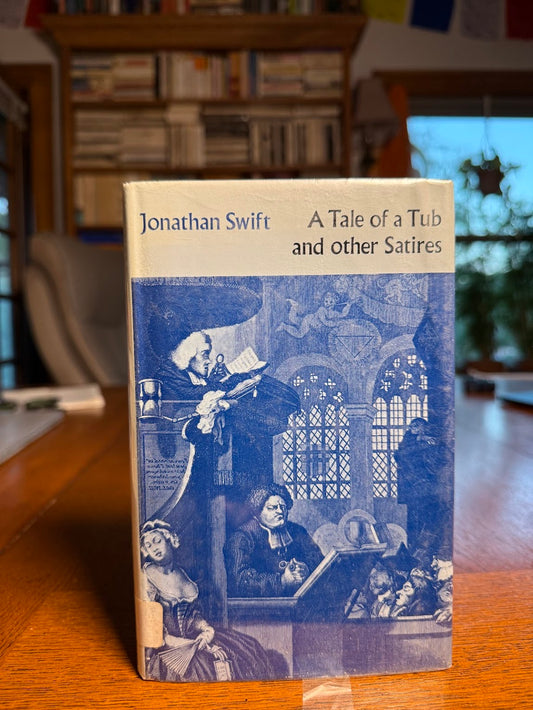 Jonathan Swift
A Tale of a Tub
and other Satires